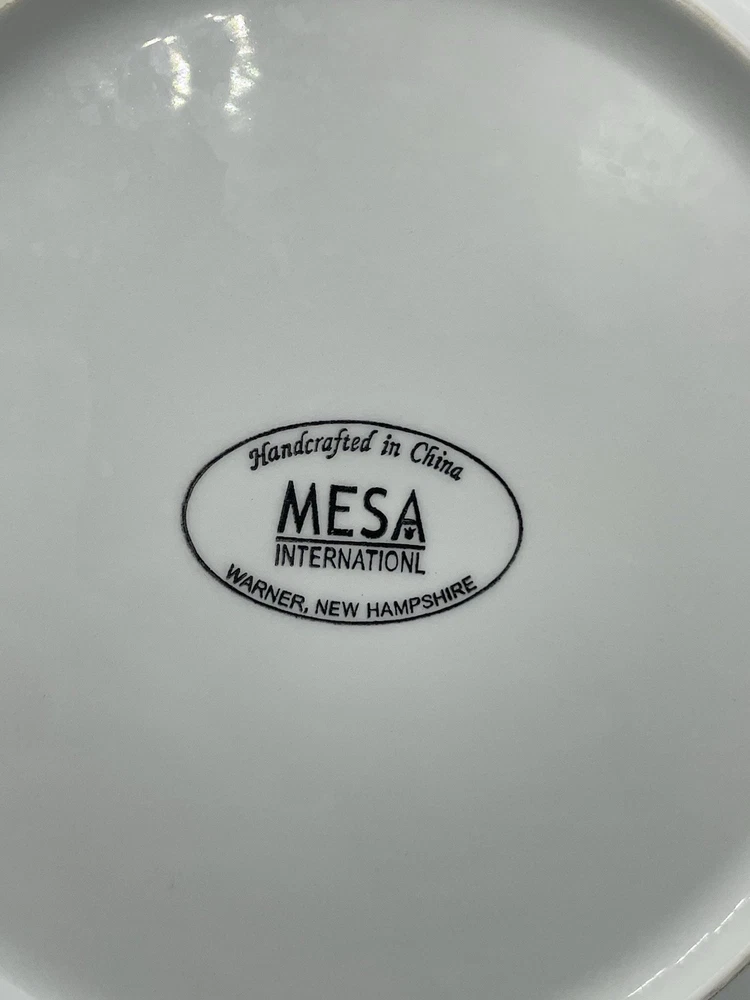 Handcrafted in China
MESA
INTERNATIONL
WARNER, NEW HAMPSHIRE